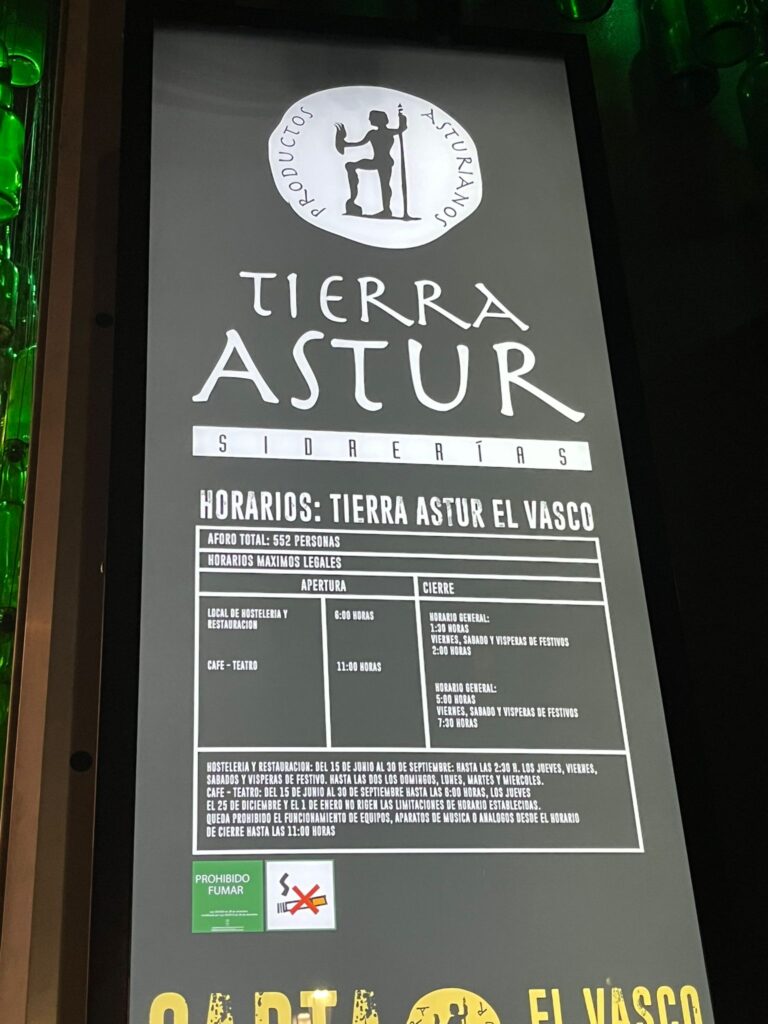 PRODUCTOS ASTURIANOS
TIERRA
ASTUR
SIDRERÍAS
HORARIOS: TIERRA ASTUR EL VASCO
AFORO TOTAL: 552 PERSONAS
HORARIOS MAXIMOS LEGALES
APERTURA CIERRE
LOCAL DE HOSTELERIA Y
RESTAURACION
6:00 HORAS
HORARIO GENERAL:
1:30 HORAS
VIERNES, SABADO Y VISPERAS DE FESTIVOS
2:00 HORAS
CAFE - TEATRO
11:00 HORAS
HORARIO GENERAL:
5:00 HORAS
VIERNES, SABADO Y VISPERAS DE FESTIVOS
7:30 HORAS
HOSTELERIA Y RESTAURACION: DEL 15 DE JUNIO AL 30 DE SEPTIEMBRE: HASTA LAS 2:30 H. LOS JUEVES, VIERNES,
SABADOS Y VISPERAS DE FESTIVO. HASTA LAS DOS LOS DOMINGOS, LUNES, MARTES Y MIERCOLES.
CAFE - TEATRO: DEL 15 DE JUNIO AL 30 DE SEPTIEMBRE HASTA LAS 6:00 HORAS, LOS JUEVES
EL 25 DE DICIEMBRE Y EL 1 DE ENERO NO RIGEN LAS LIMITACIONES DE HORARIO ESTABLECIDAS.
QUEDA PROHIBIDO EL FUNCIONAMIENTO DE EQUIPOS, APARATOS DE MUSICA O ANALOGOS DESDE EL HORARIO
DE CIERRE HASTA LAS 11:00 HORAS
PROHIBIDO
FUMAR
CARTA EL VASCO